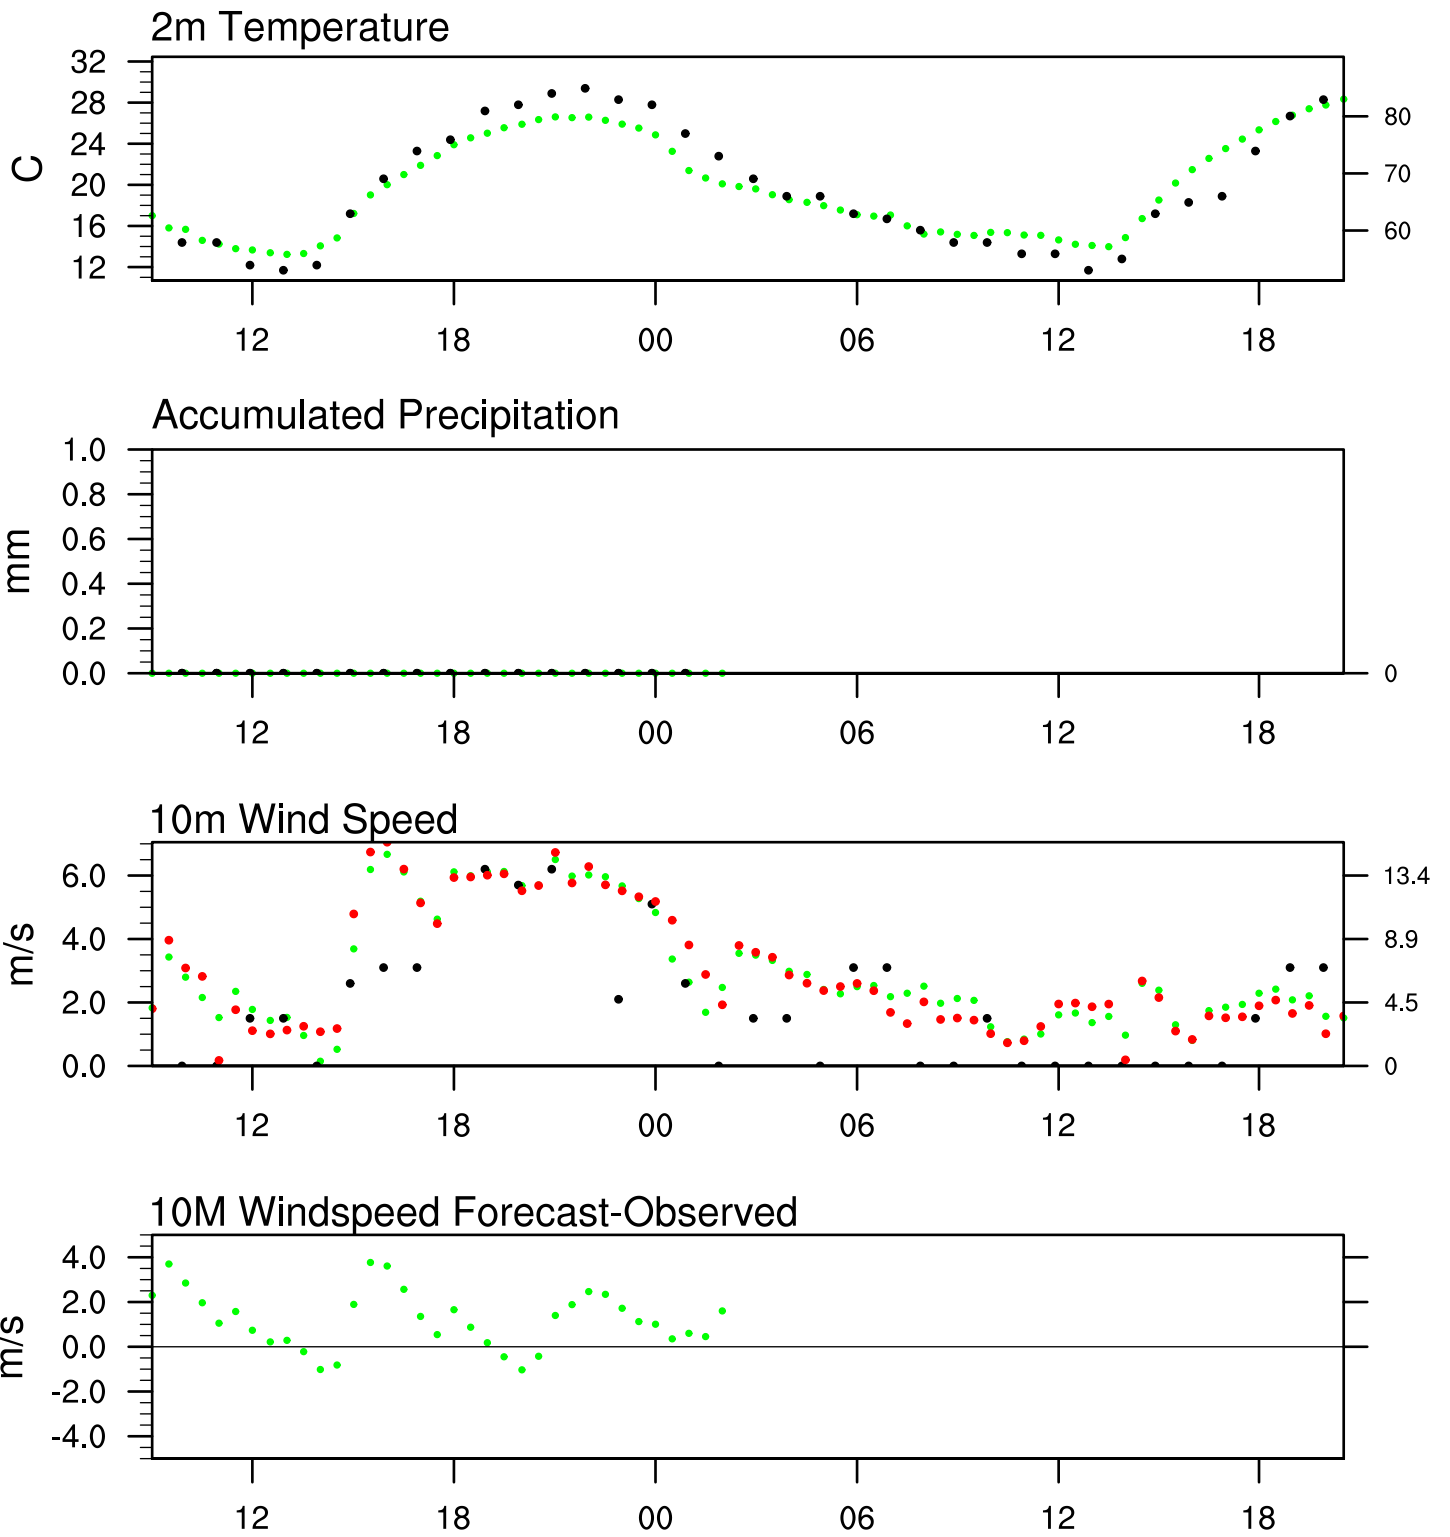 2m Temperature
32
28
24
20
16
12
C
80
70
60
12 18 00 06 12 18
Accumulated Precipitation
1.0
0.8
0.6
0.4
0.2
0.0
mm
0
12 18 00 06 12 18
10m Wind Speed
6.0
4.0
2.0
0.0
m/s
13.4
8.9
4.5
0
12 18 00 06 12 18
10M Windspeed Forecast-Observed
4.0
2.0
0.0
-2.0
-4.0
m/s
12 18 00 06 12 18